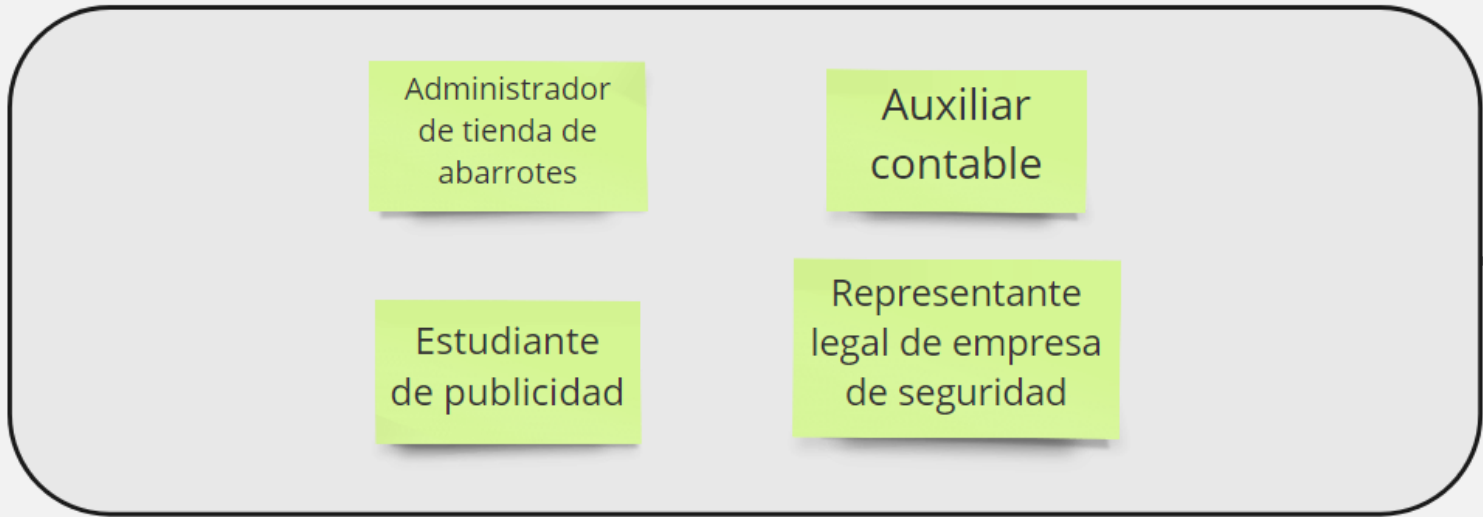 Administrador
de tienda de
abarrotes
Auxiliar
contable
Estudiante
de publicidad
Representante
legal de empresa
de seguridad